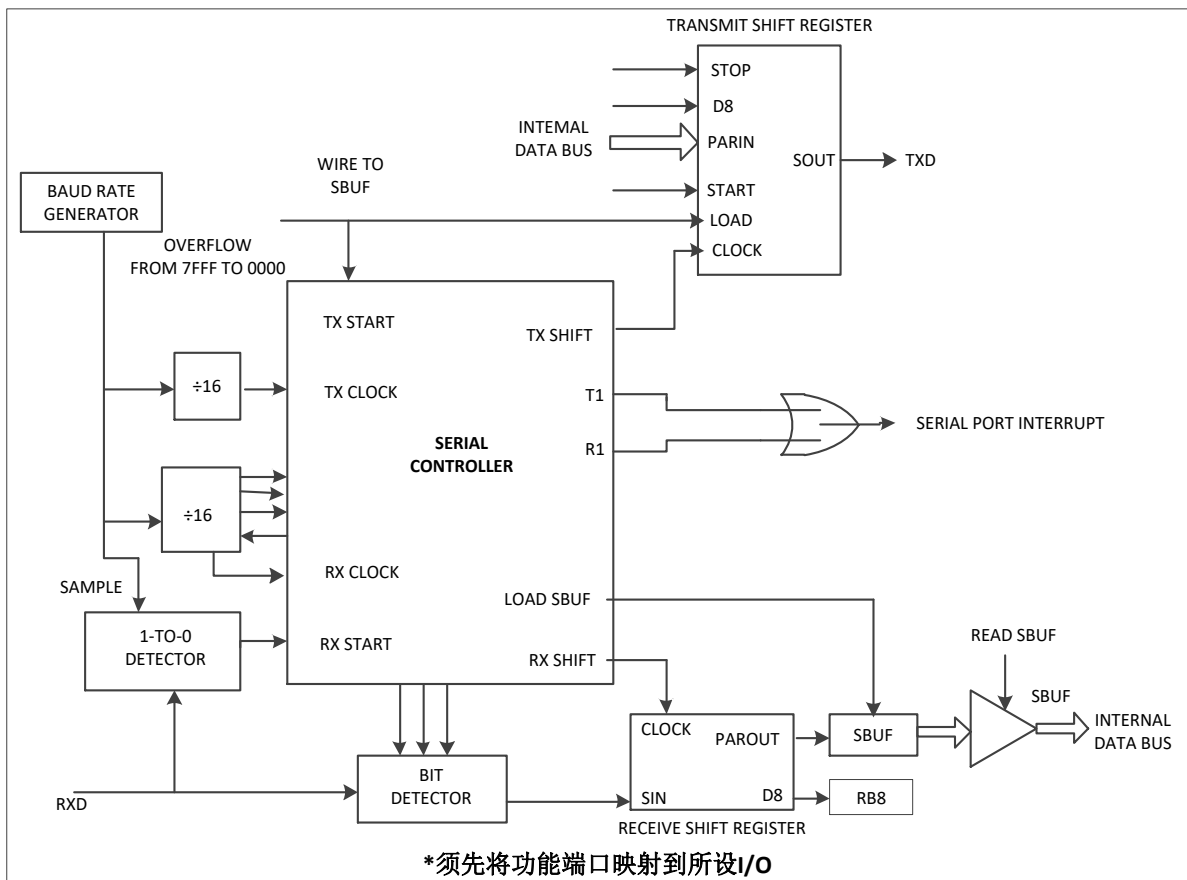 TRANSMIT SHIFT REGISTER
STOP
D8
INTEMAL
DATA BUS
PARIN
SOUT
TXD
WIRE TO
SBUF
START
BAUD RATE
GENERATOR
LOAD
CLOCK
OVERFLOW
FROM 7FFF TO 0000
TX START
TX SHIFT
÷16
TX CLOCK
T1
SERIAL PORT INTERRUPT
SERIAL
CONTROLLER
R1
÷16
RX CLOCK
SAMPLE
LOAD SBUF
1-TO-0
DETECTOR
RX START
RX SHIFT
READ SBUF
SBUF
CLOCK
PAROUT
SBUF
INTERNAL
DATA BUS
BIT
DETECTOR
RXD
SIN
D8
RB8
RECEIVE SHIFT REGISTER
*须先将功能端口映射到所设I/O